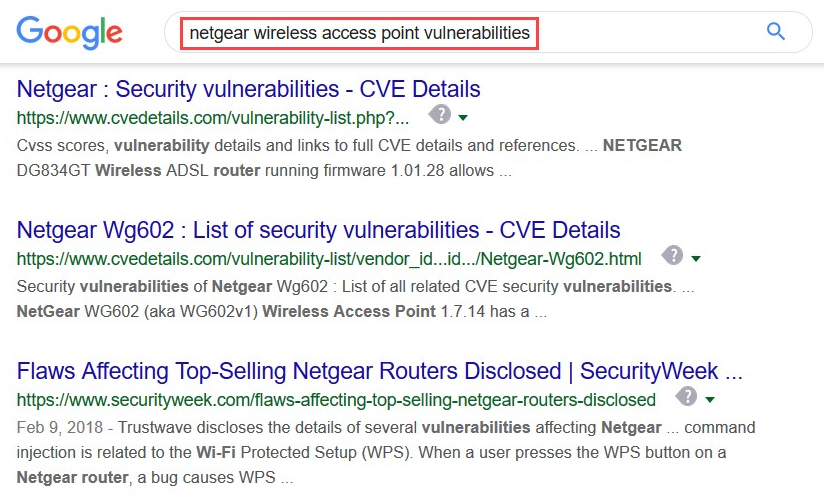 Google
netgear wireless access point vulnerabilities
Netgear : Security vulnerabilities - CVE Details
https://www.cvedetails.com/vulnerability-list.php?...
Cvss scores, vulnerability details and links to full CVE details and references. ... NETGEAR
DG834GT Wireless ADSL router running firmware 1.01.28 allows ...
Netgear Wg602 : List of security vulnerabilities - CVE Details
https://www.cvedetails.com/vulnerability-list/vendor_id...id.../Netgear-Wg602.html
Security vulnerabilities of Netgear Wg602 : List of all related CVE security vulnerabilities. ...
NetGear WG602 (aka WG602v1) Wireless Access Point 1.7.14 has a ...
Flaws Affecting Top-Selling Netgear Routers Disclosed | SecurityWeek ...
https://www.securityweek.com/flaws-affecting-top-selling-netgear-routers-disclosed
Feb 9, 2018 - Trustwave discloses the details of several vulnerabilities affecting Netgear ... command
injection is related to the Wi-Fi Protected Setup (WPS). When a user presses the WPS button on a
Netgear router, a bug causes WPS ...